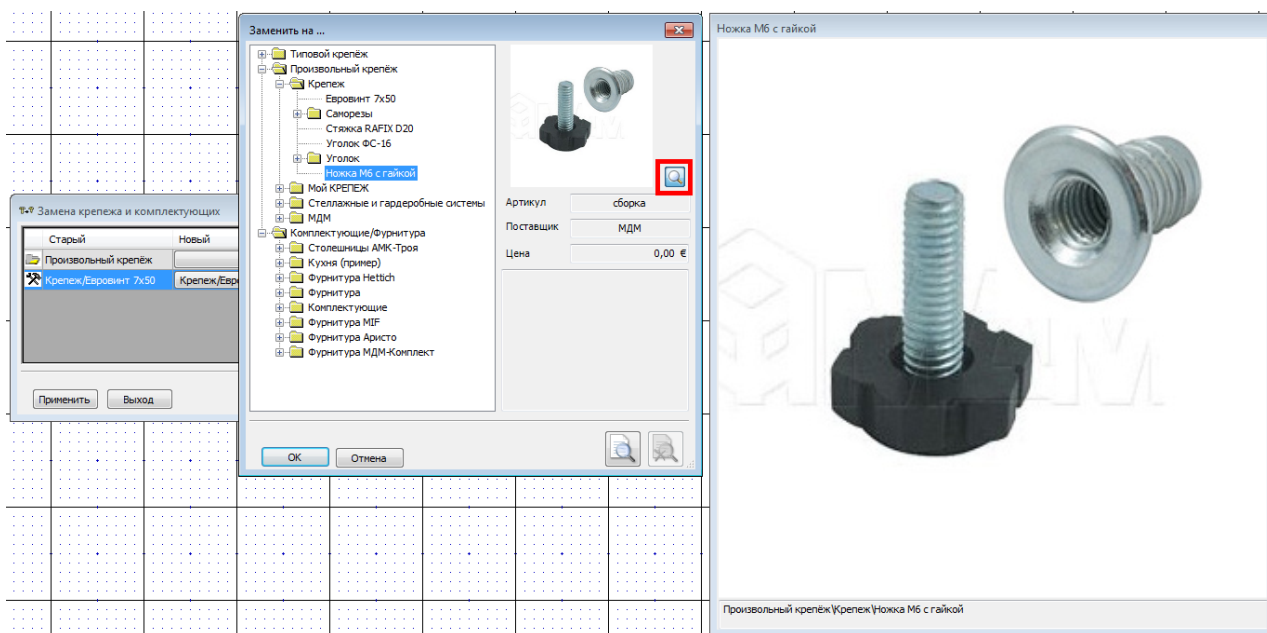 Замена крепежа и комплектующих
Старый Новый
Произвольный крепёж
Крепеж/Евровинт 7x50 Крепеж/Евро
Применить Выход
Заменить на ...
Типовой крепёж
Произвольный крепёж
Крепеж
Евровинт 7x50
Саморезы
Стяжка RAFIX D20
Уголок ФС-16
Уголок
Ножка М6 с гайкой
Мой КРЕПЕЖ
Стеллажные и гардеробные системы
МДМ
Комплектующие/Фурнитура
Столешницы АМК-Троя
Кухня (пример)
Фурнитура Hettich
Фурнитура
Комплектующие
Фурнитура MIF
Фурнитура Аристо
Фурнитура МДМ-Комплект
Артикул сборка
Поставщик МДМ
Цена 0,00 €
ОК Отмена
Ножка М6 с гайкой
МДМ
Произвольный крепёж\Крепеж\Ножка М6 с гайкой